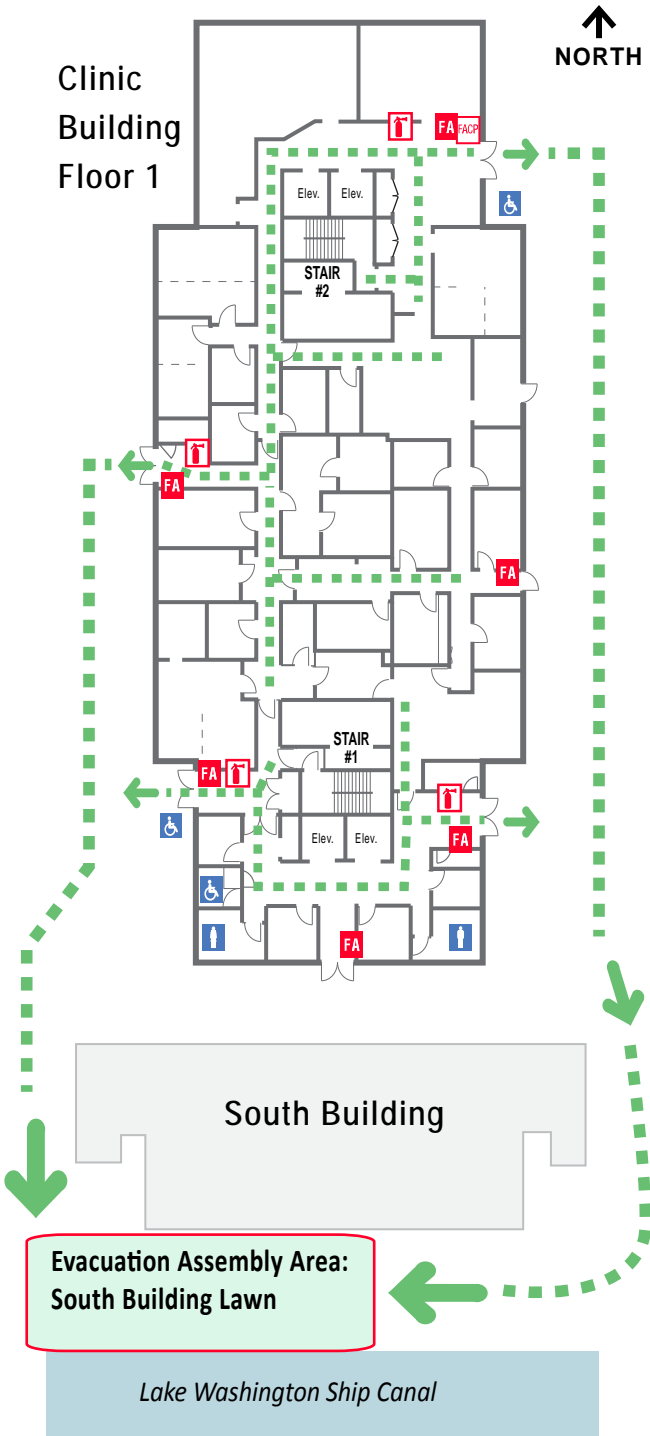 NORTH
Clinic
Building
Floor 1
FA
FACP
Elev.
Elev.
STAIR
#2
FA
FA
STAIR
#1
FA
FA
Elev.
Elev.
FA
South Building
Evacuation Assembly Area:
South Building Lawn
Lake Washington Ship Canal